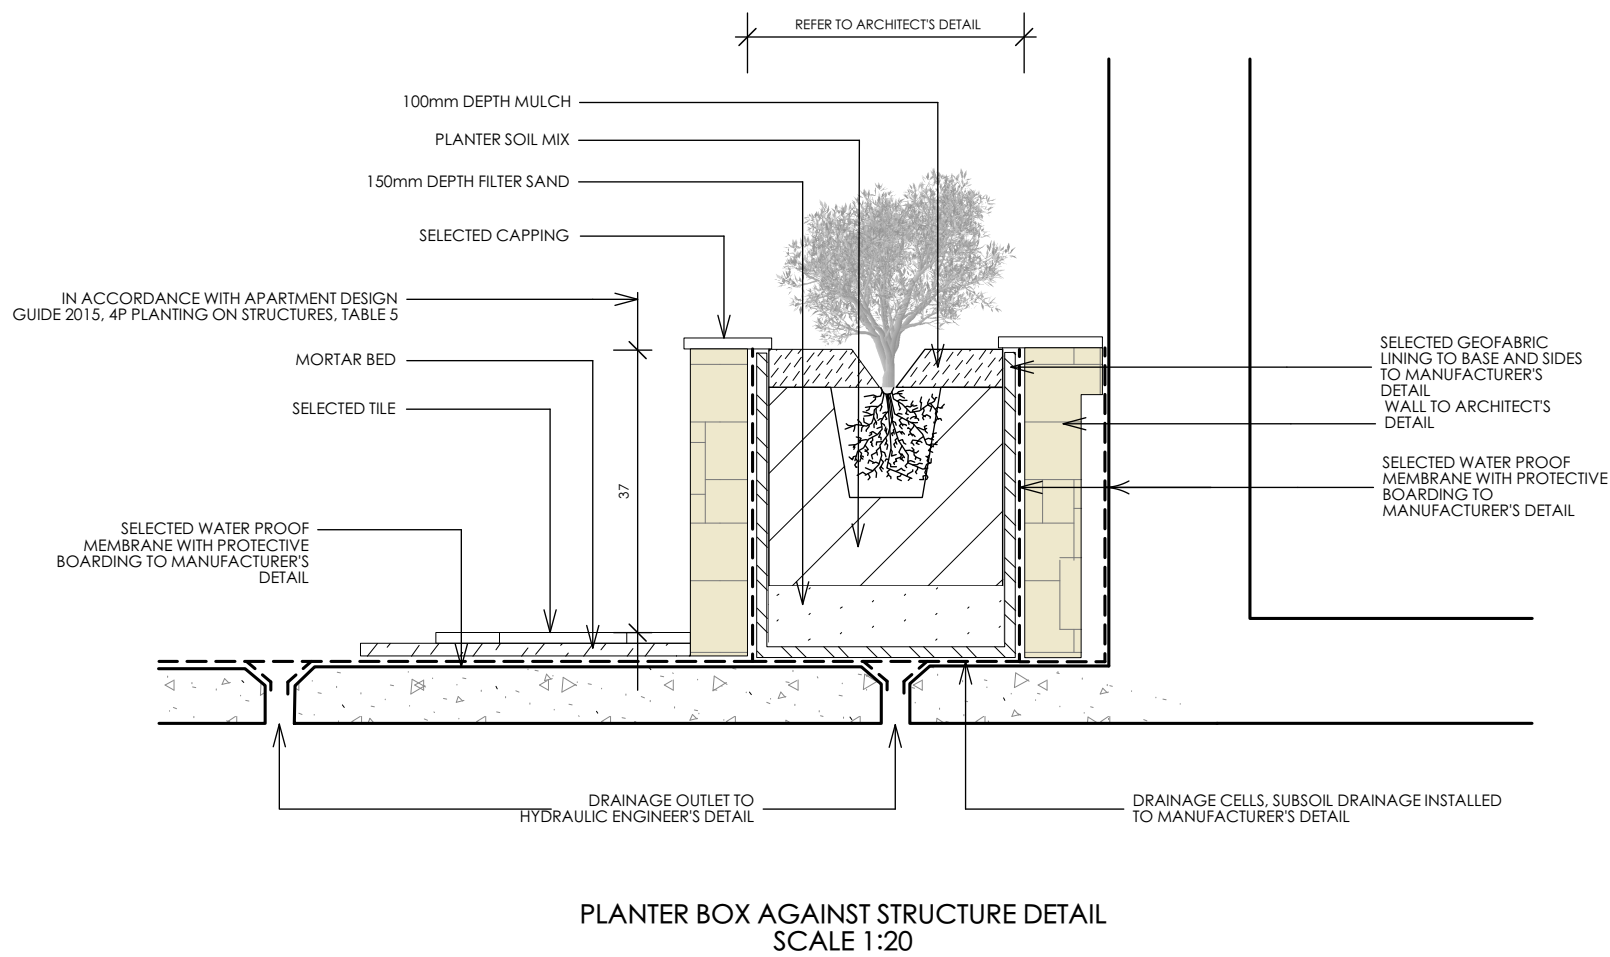 REFER TO ARCHITECT'S DETAIL
100mm DEPTH MULCH
PLANTER SOIL MIX
150mm DEPTH FILTER SAND
SELECTED CAPPING
IN ACCORDANCE WITH APARTMENT DESIGN
GUIDE 2015, 4P PLANTING ON STRUCTURES, TABLE 5
MORTAR BED
SELECTED TILE
37
SELECTED WATER PROOF
MEMBRANE WITH PROTECTIVE
BOARDING TO MANUFACTURER'S
DETAIL
SELECTED GEOFABRIC
LINING TO BASE AND SIDES
TO MANUFACTURER'S
DETAIL
WALL TO ARCHITECT'S
DETAIL
SELECTED WATER PROOF
MEMBRANE WITH PROTECTIVE
BOARDING TO
MANUFACTURER'S DETAIL
DRAINAGE OUTLET TO
HYDRAULIC ENGINEER'S DETAIL
DRAINAGE CELLS, SUBSOIL DRAINAGE INSTALLED
TO MANUFACTURER'S DETAIL
PLANTER BOX AGAINST STRUCTURE DETAIL
SCALE 1:20